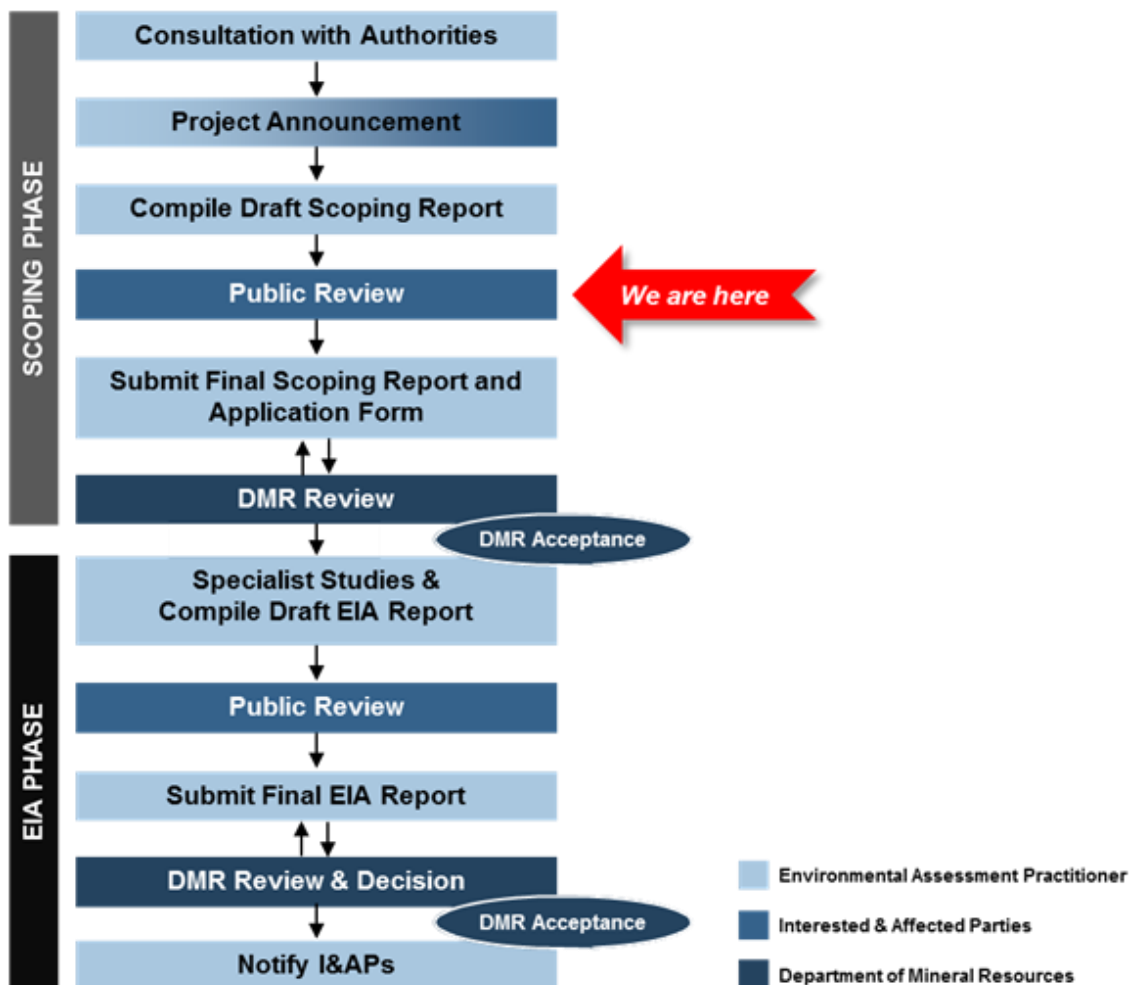 SCOPING PHASE
Consultation with Authorities
Project Announcement
Compile Draft Scoping Report
Public Review
We are here
Submit Final Scoping Report and
Application Form
DMR Review
DMR Acceptance
EIA PHASE
Specialist Studies &
Compile Draft EIA Report
Public Review
Submit Final EIA Report
DMR Review & Decision
DMR Acceptance
Notify I&APs
Environmental Assessment Practitioner
Interested & Affected Parties
Department of Mineral Resources